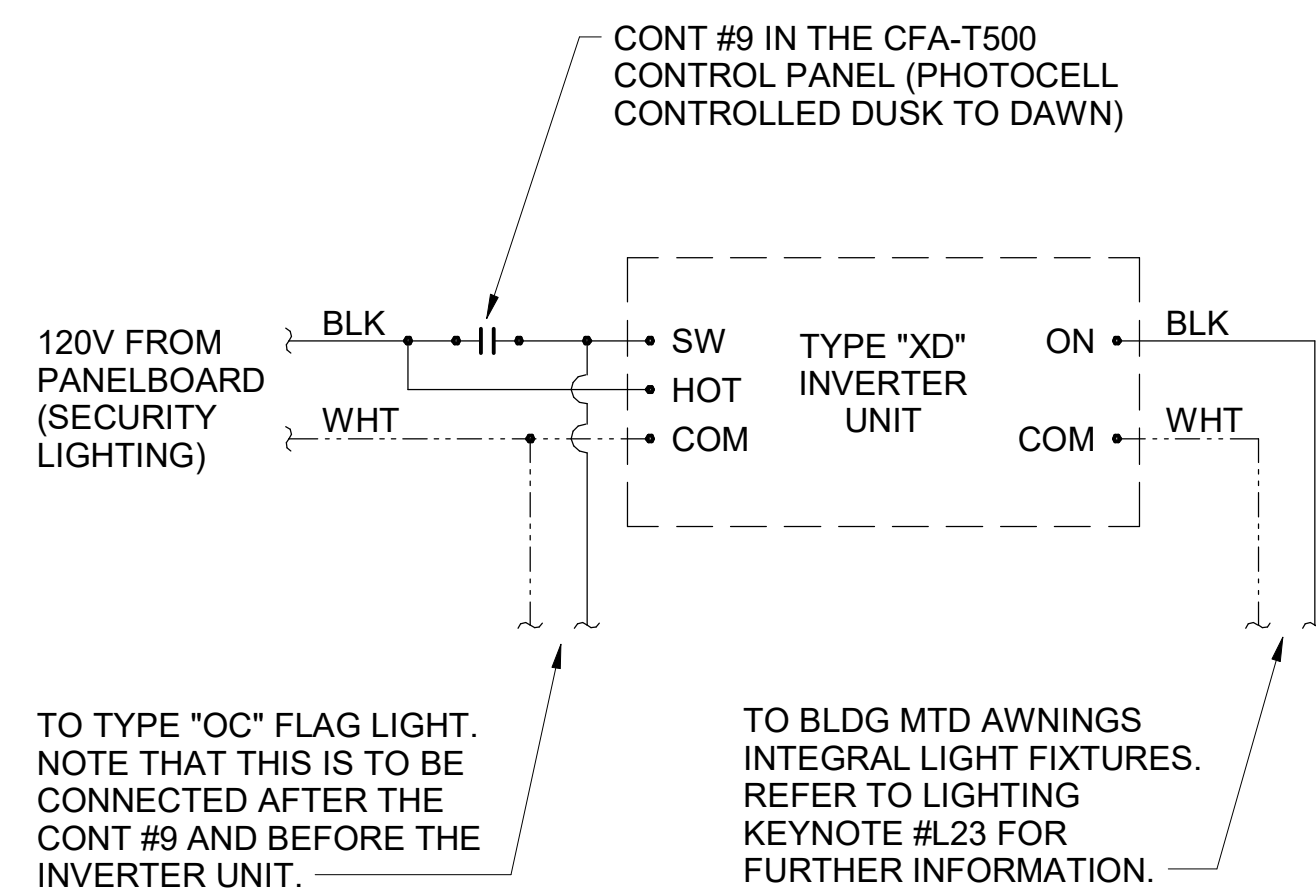 CONT #9 IN THE CFA-T500
CONTROL PANEL (PHOTOCELL
CONTROLLED DUSK TO DAWN)
120V FROM
PANELBOARD
(SECURITY
LIGHTING)
BLK
WHT
SW
HOT
COM
TYPE "XD"
INVERTER
UNIT
ON
COM
BLK
WHT
TO TYPE "OC" FLAG LIGHT.
NOTE THAT THIS IS TO BE
CONNECTED AFTER THE
CONT #9 AND BEFORE THE
INVERTER UNIT.
TO BLDG MTD AWNINGS
INTEGRAL LIGHT FIXTURES.
REFER TO LIGHTING
KEYNOTE #L23 FOR
FURTHER INFORMATION.